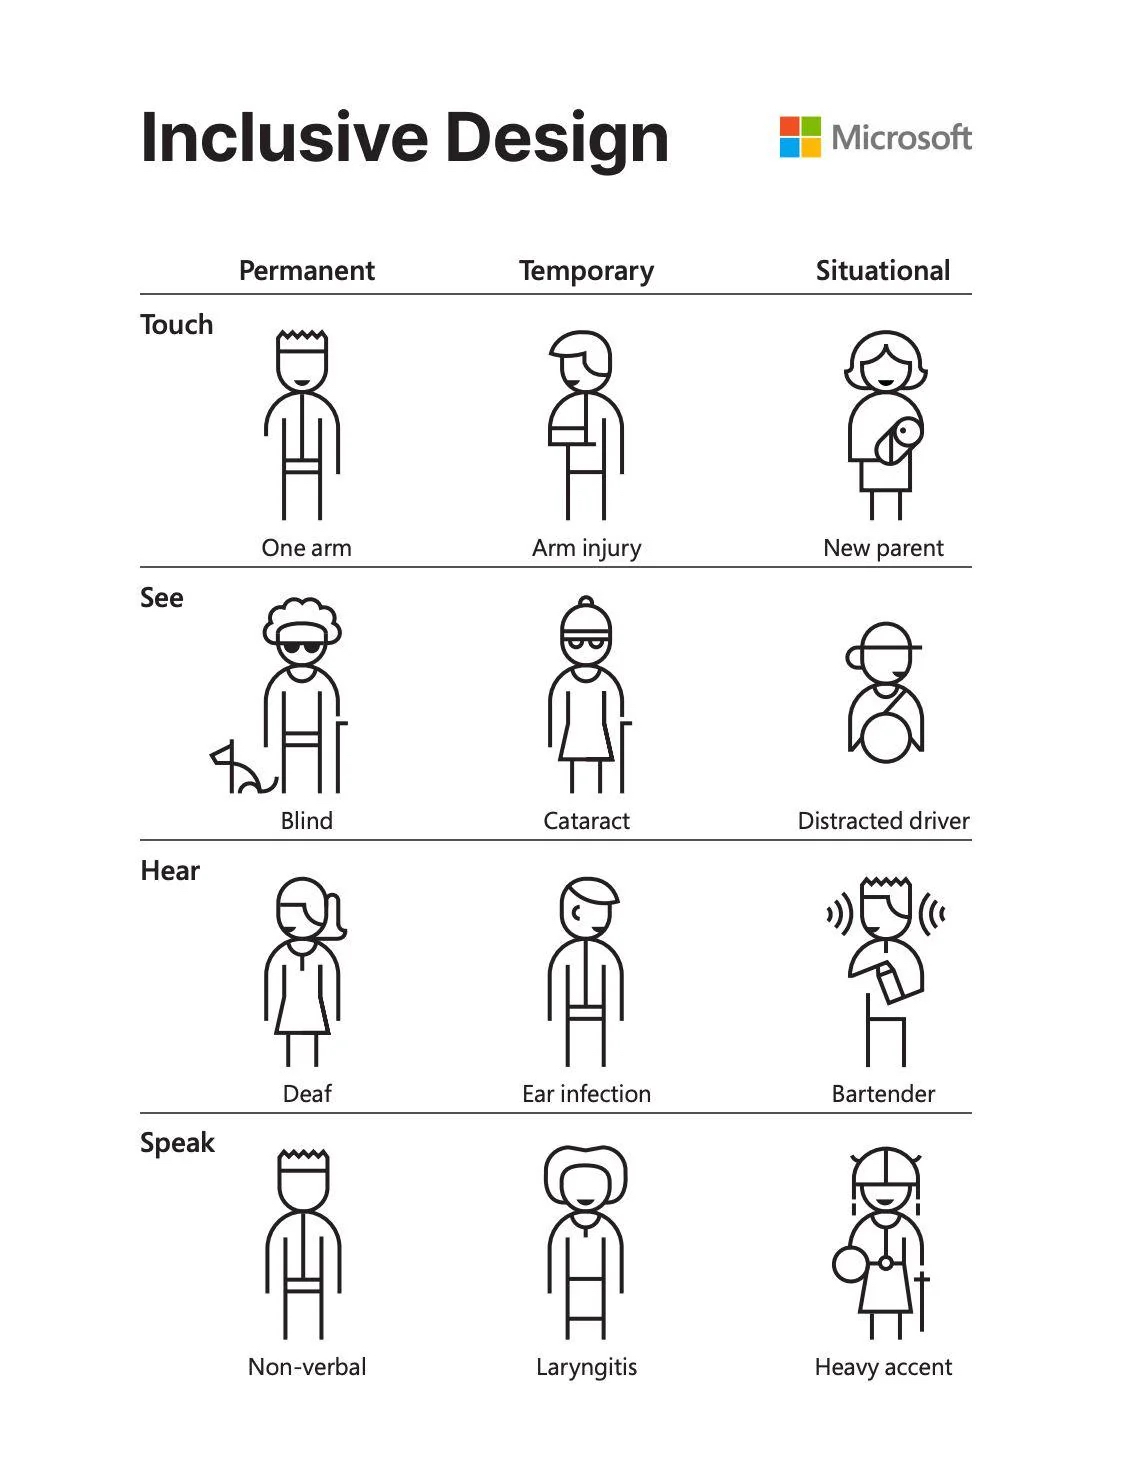 Inclusive Design
Microsoft
Permanent Temporary Situational
Touch
One arm Arm injury New parent
See
Blind Cataract Distracted driver
Hear
Deaf Ear infection Bartender
Speak
Non-verbal Laryngitis Heavy accent